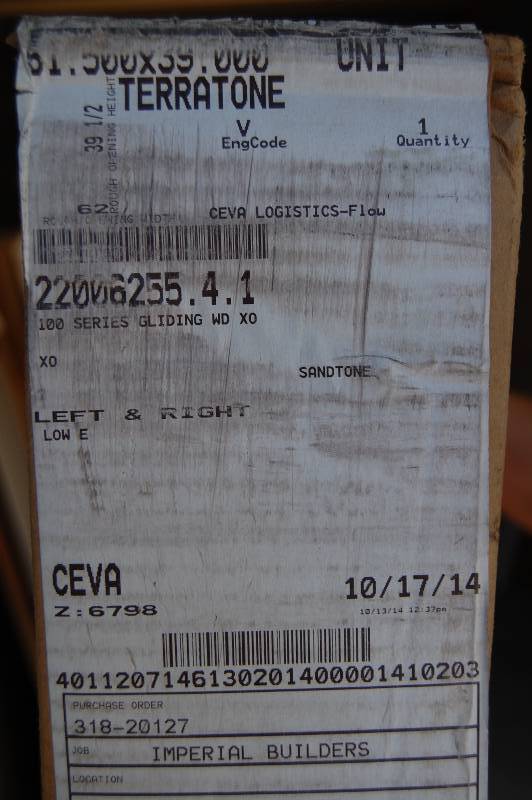 61.500X39.000 UNIT
TERRATONE
39 1/2
ROUGH OPENING HEIGHT
V 1
EngCode Quantity
62
CEVA LOGISTICS-Flow
22006255.4.1
100 SERIES GLIDING WD XO
XO
SANDTONE
LEFT & RIGHT
LOW E
CEVA 10/17/14
Z:6798 10/13/14 12:37pm
4011207146130201400001410203
PURCHASE ORDER
318-20127
JOB IMPERIAL BUILDERS
LOCATION